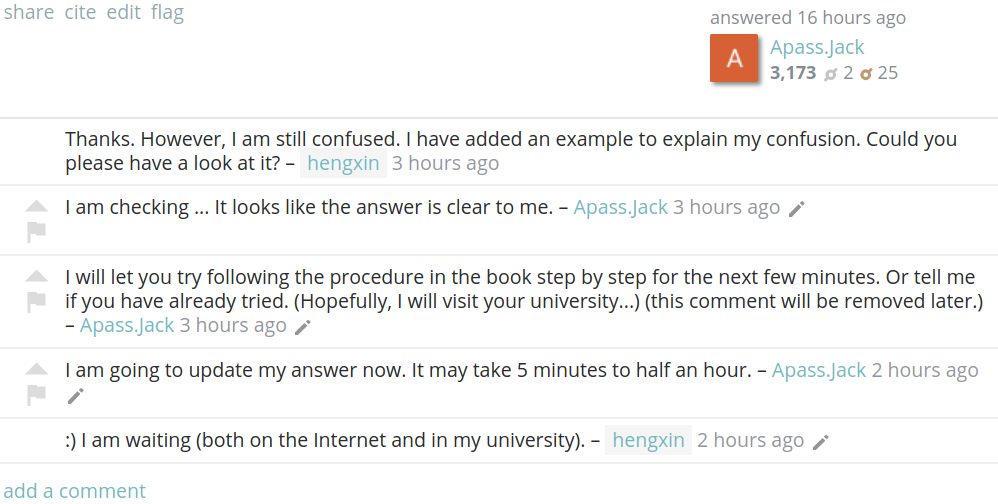 share cite edit flag
answered 16 hours ago
A
Apass.Jack
3,173 2 25
Thanks. However, I am still confused. I have added an example to explain my confusion. Could you
please have a look at it? – hengxin 3 hours ago
I am checking ... It looks like the answer is clear to me. – Apass.Jack 3 hours ago
I will let you try following the procedure in the book step by step for the next few minutes. Or tell me
if you have already tried. (Hopefully, I will visit your university...) (this comment will be removed later.)
– Apass.Jack 3 hours ago
I am going to update my answer now. It may take 5 minutes to half an hour. – Apass.Jack 2 hours ago
:) I am waiting (both on the Internet and in my university). – hengxin 2 hours ago
add a comment